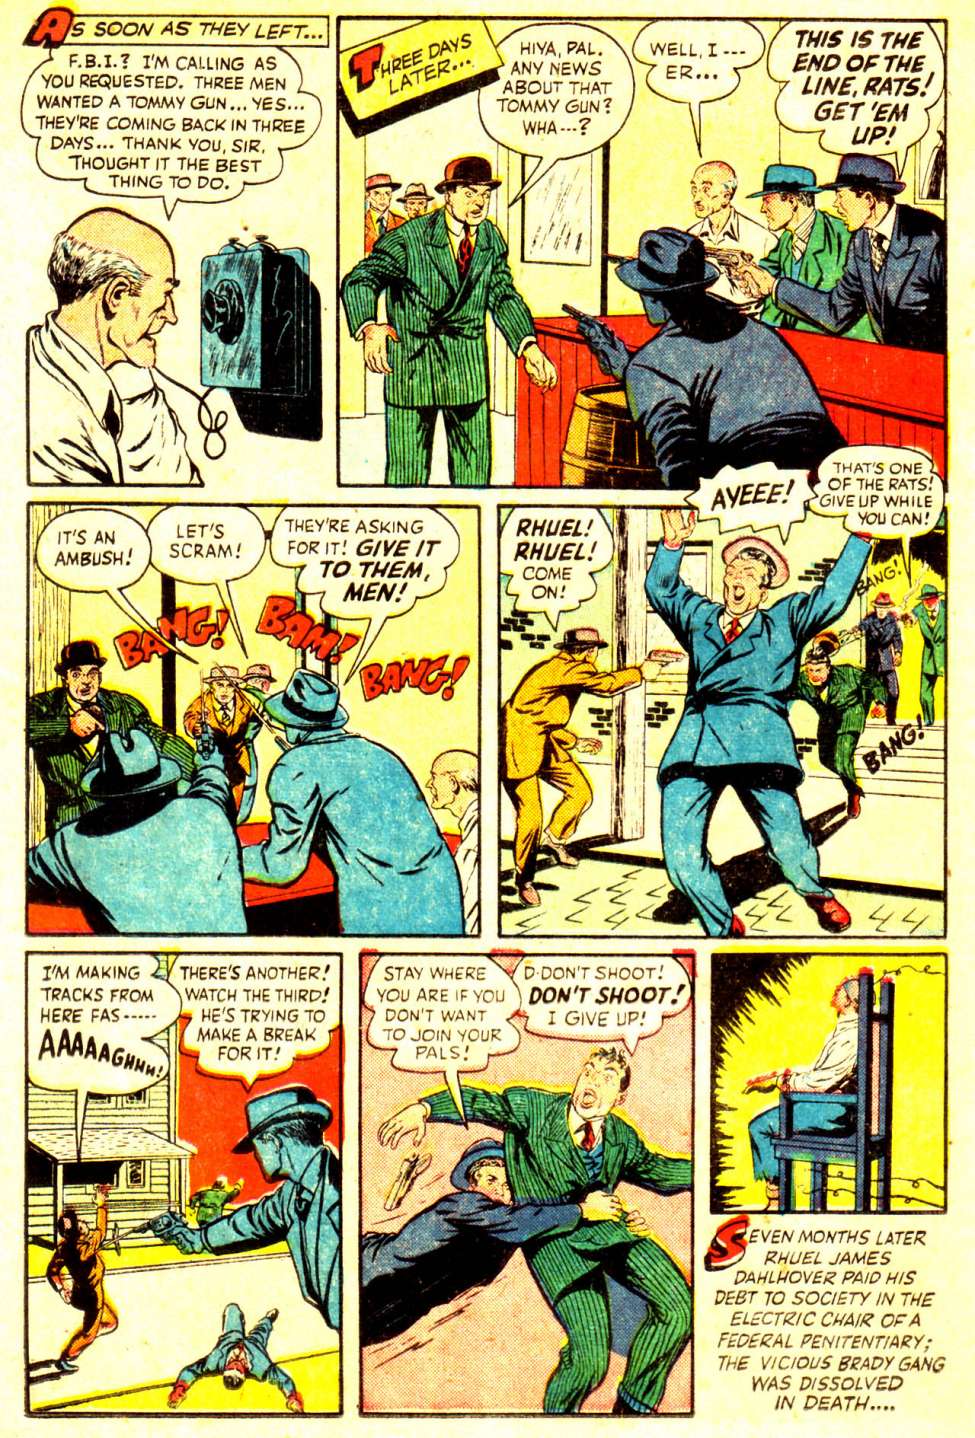 AS SOON AS THEY LEFT...
F.B.I.? I'M CALLING AS
YOU REQUESTED. THREE MEN
WANTED A TOMMY GUN... YES...
THEY'RE COMING BACK IN THREE
DAYS... THANK YOU, SIR.
THOUGHT IT THE BEST
THING TO DO.
THREE DAYS
LATER...
HIYA, PAL.
ANY NEWS
ABOUT THAT
TOMMY GUN?
WHA---?
WELL, I ---
ER...
THIS IS THE
END OF THE
LINE, RATS!
GET 'EM
UP!
IT'S AN
AMBUSH!
LET'S
SCRAM!
THEY'RE ASKING
FOR IT! GIVE IT
TO THEM,
MEN!
BANG!
BAM!
BANG!
RHUEL!
RHUEL!
COME
ON!
AYEEE!
THAT'S ONE
OF THE RATS!
GIVE UP WHILE
YOU CAN!
BANG!
BANG!
I'M MAKING
TRACKS FROM
HERE FAS-----
AAAAAGHHH!
THERE'S ANOTHER!
WATCH THE THIRD!
HE'S TRYING TO
MAKE A BREAK
FOR IT!
STAY WHERE
YOU ARE IF YOU
DON'T WANT
TO JOIN YOUR
PALS!
D-DON'T SHOOT!
DON'T SHOOT!
I GIVE UP!
SEVEN MONTHS LATER
RHUEL JAMES
DAHLHOVER PAID HIS
DEBT TO SOCIETY IN THE
ELECTRIC CHAIR OF A
FEDERAL PENITENTIARY;
THE VICIOUS BRADY GANG
WAS DISSOLVED
IN DEATH....